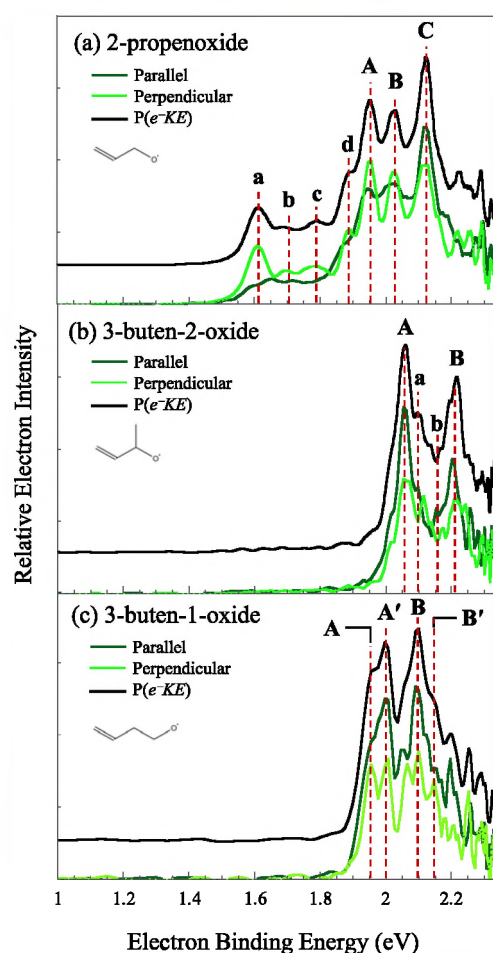 (a) 2-propenoxide
Parallel
Perpendicular
P(e⁻KE)
O⁻
a
b
c
d
A
B
C
(b) 3-buten-2-oxide
Parallel
Perpendicular
P(e⁻KE)
O⁻
A
a
b
B
(c) 3-buten-1-oxide
Parallel
Perpendicular
P(e⁻KE)
O⁻
A
A′
B
B′
Relative Electron Intensity
1 1.2 1.4 1.6 1.8 2 2.2
Electron Binding Energy (eV)